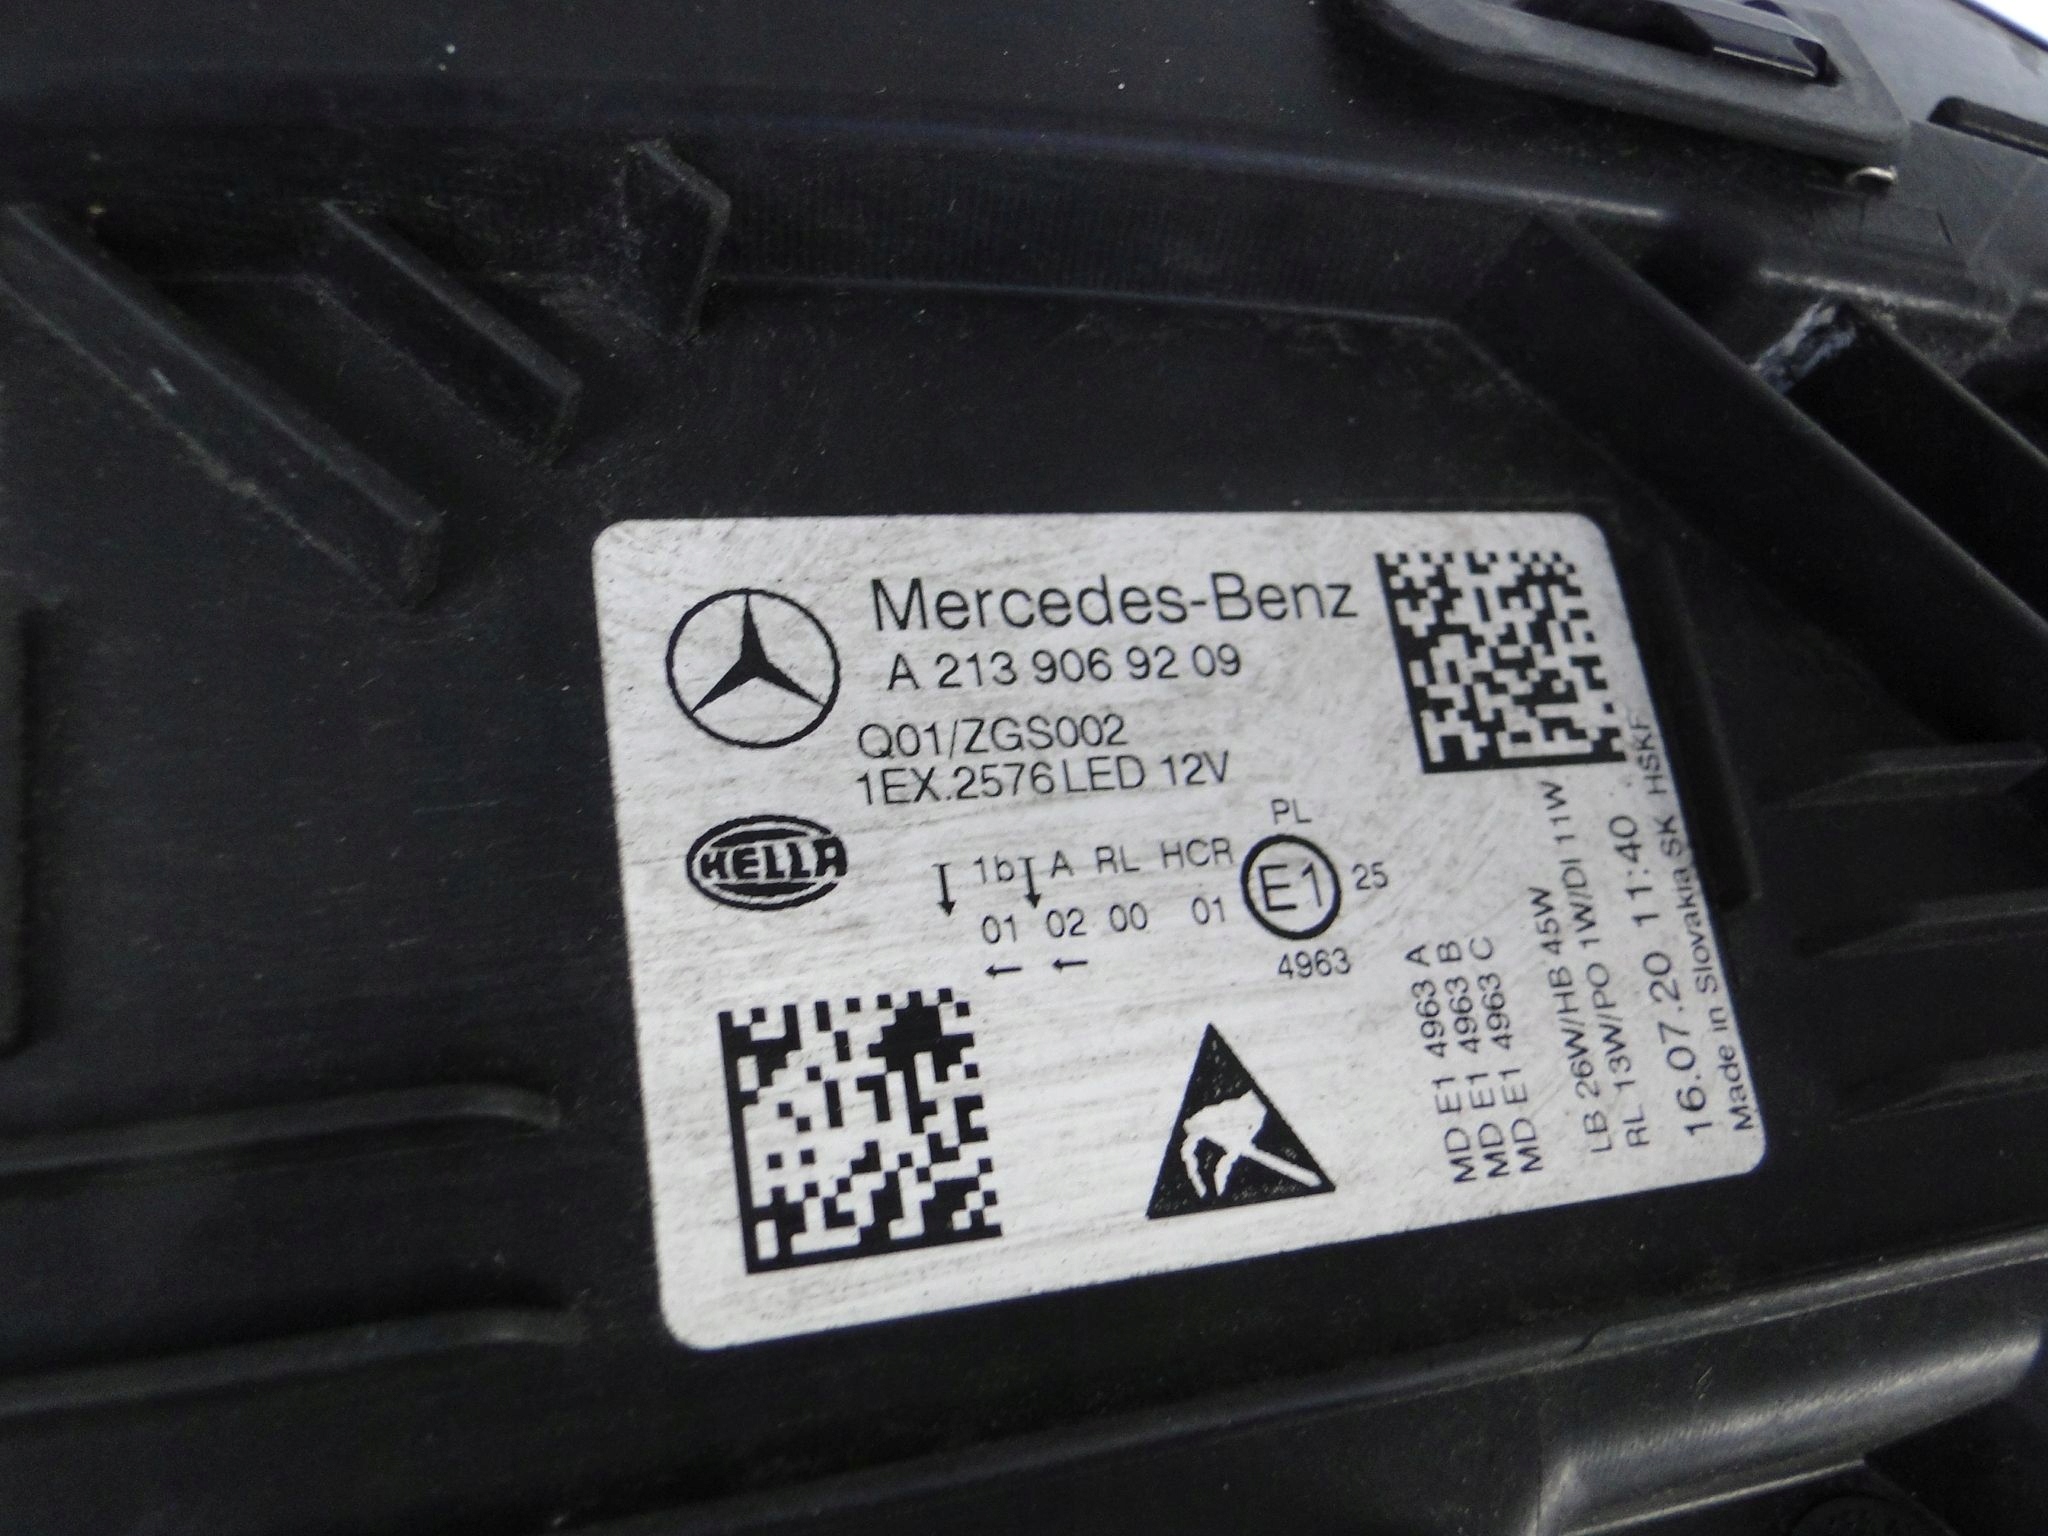 Mercedes-Benz
A 213 906 92 09
Q01/ZGS002
1EX.2576 LED 12V
HELLA
1b A RL HCR
01 02 00 01
PL
E1
25
4963
MD E1 4963 A
MD E1 4963 B
MD E1 4963 C
LB 26W/HB 45W
RL 13W/PO 1W/DI 11W
16.07.20 11:40
Made in Slovakia SK HSKF